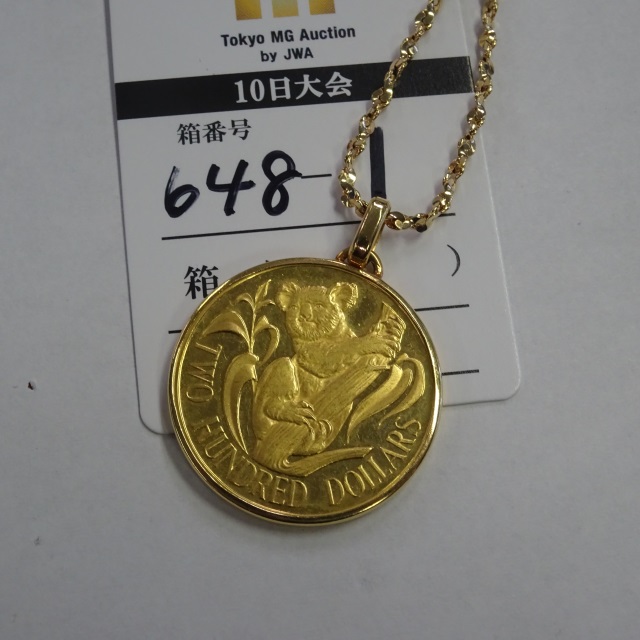 Tokyo MG Auction
by JWA
10日大会
箱番号
648-1
箱 )
TWO HUNDRED DOLLARS